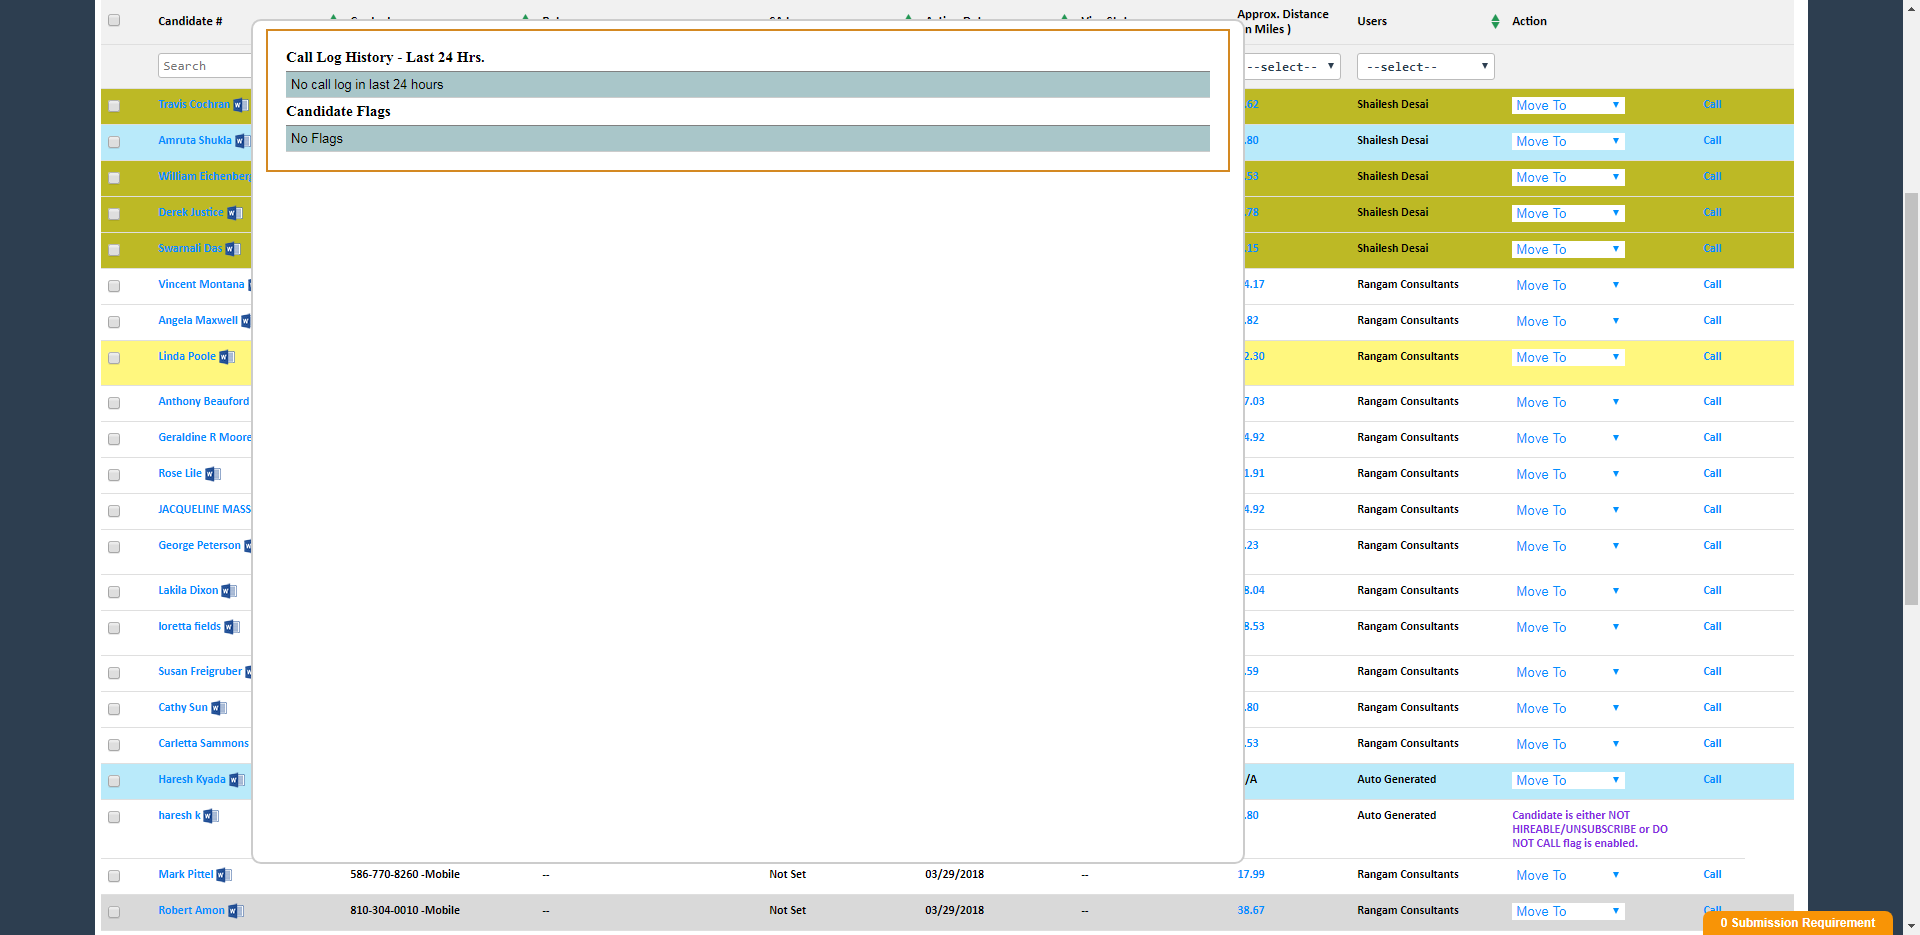 Candidate #
Approx. Distance
n Miles )
Users
Action
Search
--select--
--select--
Call Log History - Last 24 Hrs.
No call log in last 24 hours
Candidate Flags
No Flags
Travis Cochran .62 Shailesh Desai Move To Call
Amruta Shukla .80 Shailesh Desai Move To Call
William Eichenber .53 Shailesh Desai Move To Call
Derek Justice .78 Shailesh Desai Move To Call
Swarnali Das .15 Shailesh Desai Move To Call
Vincent Montana 4.17 Rangam Consultants Move To Call
Angela Maxwell .82 Rangam Consultants Move To Call
Linda Poole 2.30 Rangam Consultants Move To Call
Anthony Beauford 7.03 Rangam Consultants Move To Call
Geraldine R Moore 4.92 Rangam Consultants Move To Call
Rose Lile 1.91 Rangam Consultants Move To Call
JACQUELINE MASS 4.92 Rangam Consultants Move To Call
George Peterson .23 Rangam Consultants Move To Call
Lakila Dixon 8.04 Rangam Consultants Move To Call
loretta fields 8.53 Rangam Consultants Move To Call
Susan Freigruber .59 Rangam Consultants Move To Call
Cathy Sun .80 Rangam Consultants Move To Call
Carletta Sammons .53 Rangam Consultants Move To Call
Haresh Kyada /A Auto Generated Move To Call
haresh k .80 Auto Generated Candidate is either NOT
HIREABLE/UNSUBSCRIBE or DO
NOT CALL flag is enabled.
Mark Pittel 586-770-8260 -Mobile -- Not Set 03/29/2018 -- 17.99 Rangam Consultants Move To Call
Robert Amon 810-304-0010 -Mobile -- Not Set 03/29/2018 -- 38.67 Rangam Consultants Move To Call
0 Submission Requirement